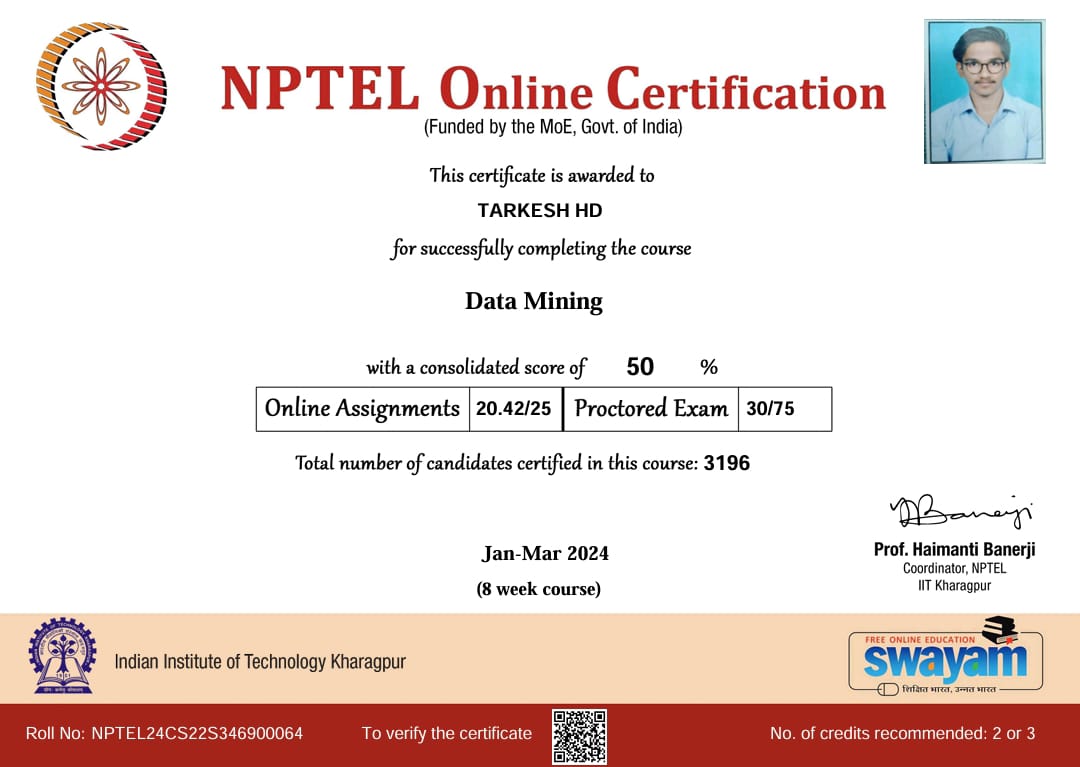 NPTEL Online Certification
(Funded by the MoE, Govt. of India)
This certificate is awarded to
TARKESH HD
for successfully completing the course
Data Mining
with a consolidated score of 50 %
Online Assignments 20.42/25 Proctored Exam 30/75
Total number of candidates certified in this course: 3196
Banerji
Prof. Haimanti Banerji
Coordinator, NPTEL
IIT Kharagpur
Jan-Mar 2024
(8 week course)
Indian Institute of Technology Kharagpur
FREE ONLINE EDUCATION
swayam
शिक्षित भारत, उन्नत भारत
Roll No: NPTEL24CS22S346900064 To verify the certificate No. of credits recommended: 2 or 3